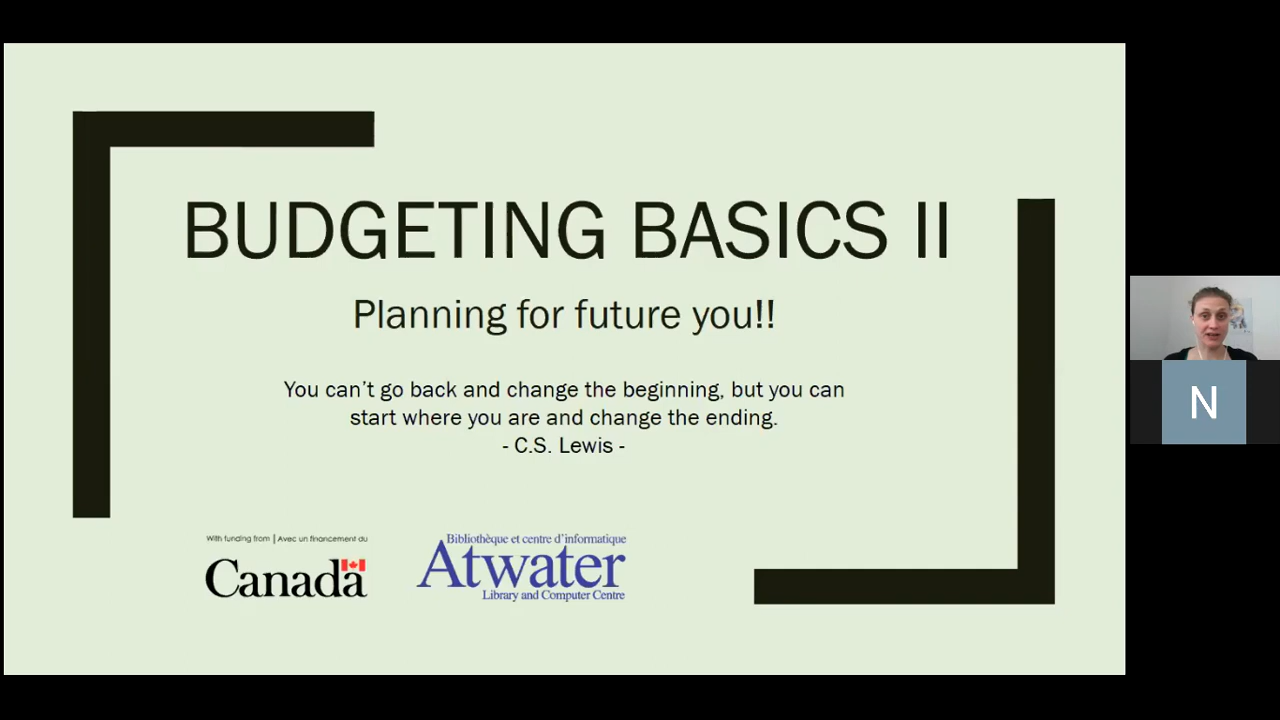 BUDGETING BASICS II
Planning for future you!!
You can't go back and change the beginning, but you can
start where you are and change the ending.
- C.S. Lewis -
With funding from | Avec un financement du
Canada
Bibliothèque et centre d'informatique
Atwater
Library and Computer Centre
N